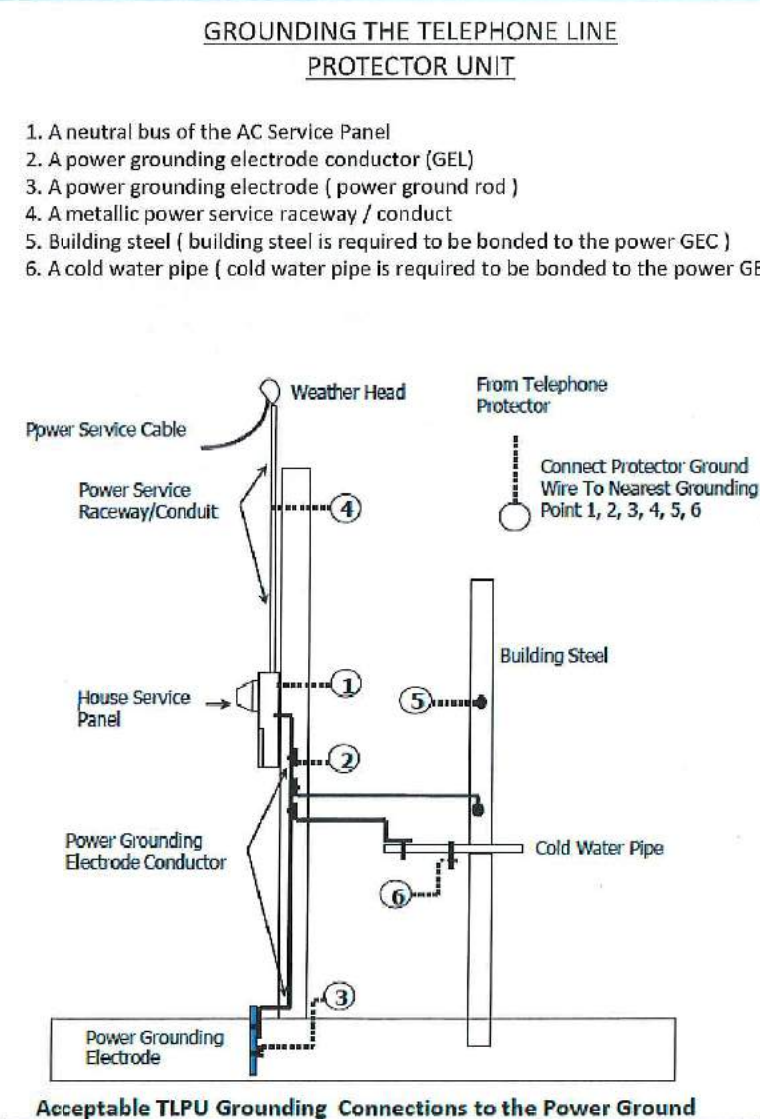 GROUNDING THE TELEPHONE LINE
PROTECTOR UNIT
1. A neutral bus of the AC Service Panel
2. A power grounding electrode conductor (GEL)
3. A power grounding electrode ( power ground rod )
4. A metallic power service raceway / conduct
5. Building steel ( building steel is required to be bonded to the power GEC )
6. A cold water pipe ( cold water pipe is required to be bonded to the power GE
Weather Head
From Telephone
Protector
Power Service Cable
Connect Protector Ground
Wire To Nearest Grounding
Point 1, 2, 3, 4, 5, 6
Power Service
Raceway/Conduit
4
Building Steel
1
House Service
Panel
5
2
Power Grounding
Electrode Conductor
Cold Water Pipe
6
3
Power Grounding
Electrode
Acceptable TLPU Grounding Connections to the Power Ground